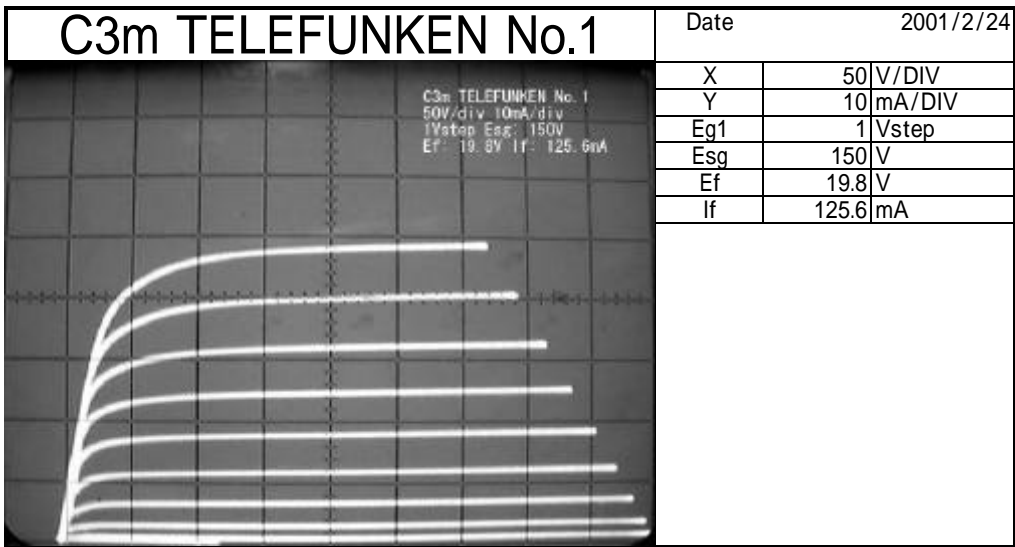 C3m TELEFUNKEN No.1
Date 2001/2/24
X 50 V/DIV
Y 10 mA/DIV
Eg1 1 Vstep
Esg 150 V
Ef 19.8 V
If 125.6 mA
C3m TELEFUNKEN No.1
50V/div 10mA/div
1Vstep Esg: 150V
Ef: 19.8V If: 125.6mA